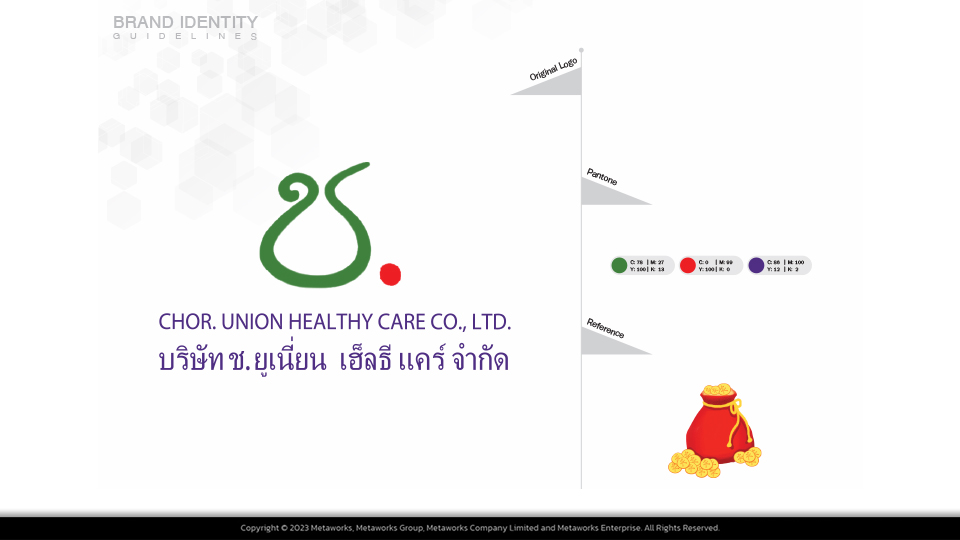 BRAND IDENTITY
GUIDELINES
Original Logo
Pantone
C: 78 | M: 27
Y: 100 | K: 13
C: 0 | M: 99
Y: 100 | K: 0
C: 86 | M: 100
Y: 12 | K: 2
ช.
CHOR. UNION HEALTHY CARE CO., LTD.
บริษัท ช. ยูเนี่ยน เฮ็ลธี แคร์ จำกัด
Reference
Copyright © 2023 Metaworks, Metaworks Group, Metaworks Company Limited and Metaworks Enterprise. All Rights Reserved.